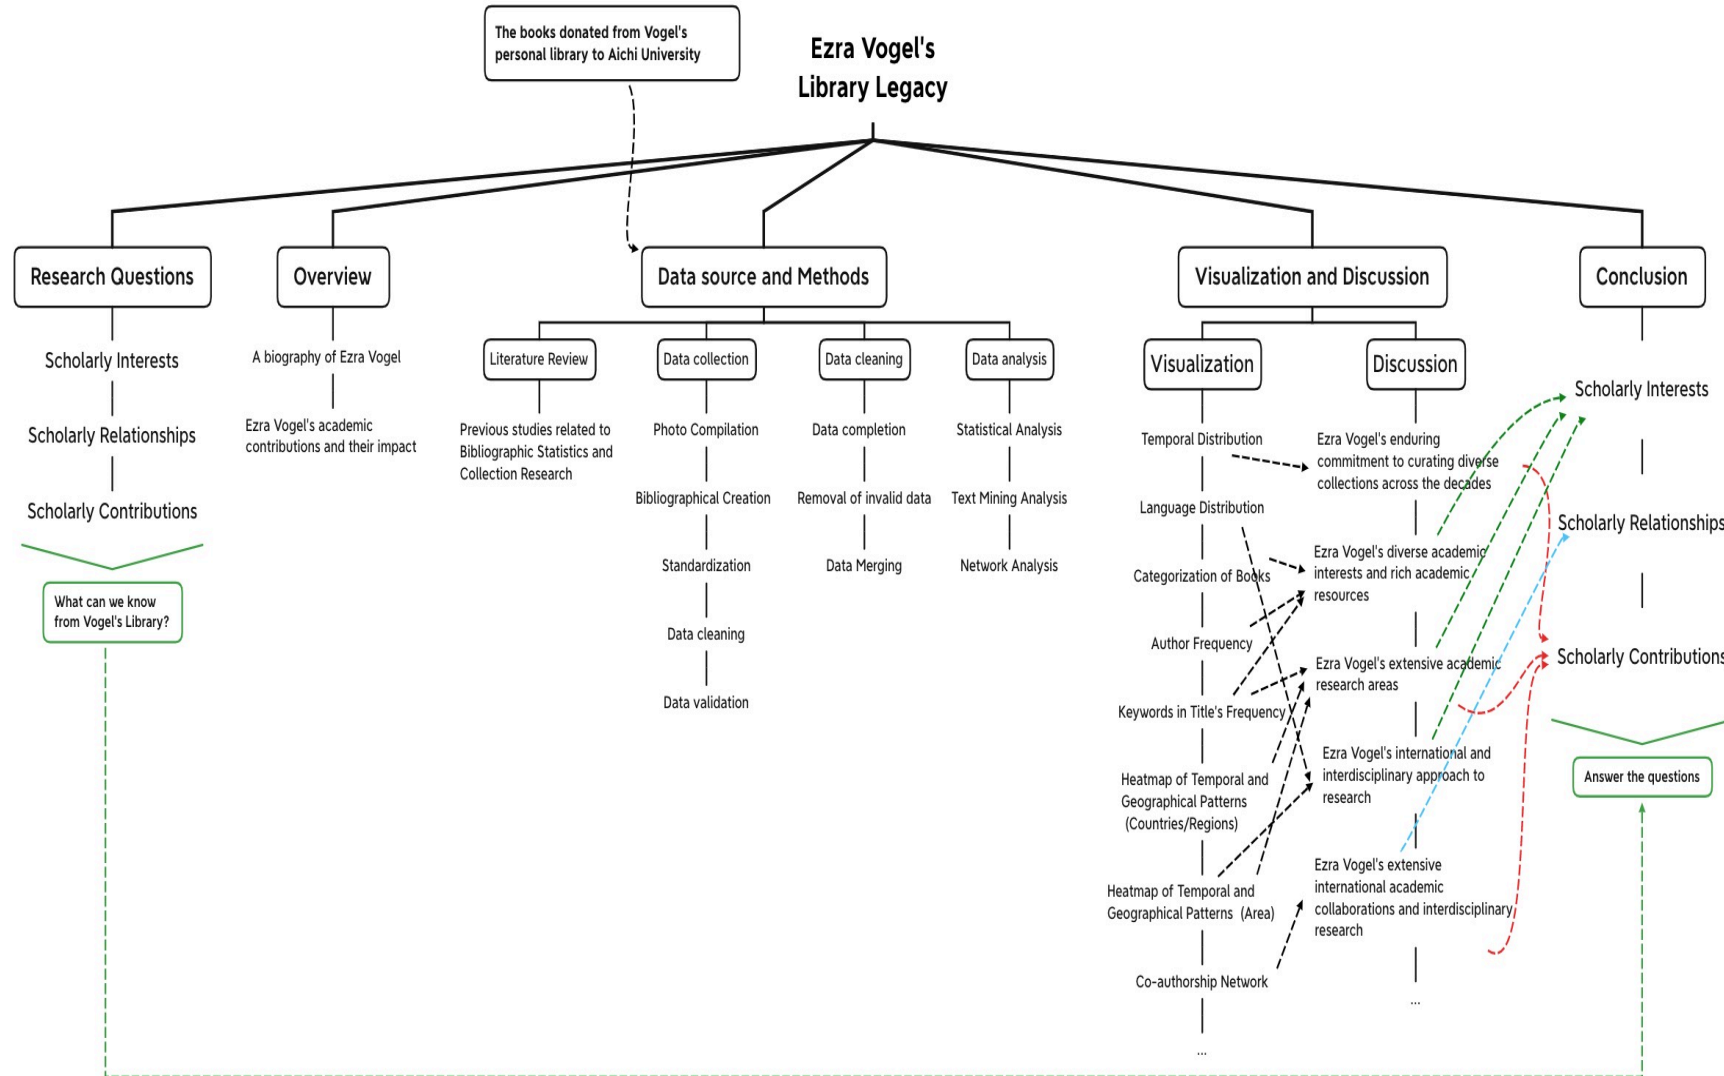 The books donated from Vogel's
personal library to Aichi University
Ezra Vogel's
Library Legacy
Research Questions
Scholarly Interests
Scholarly Relationships
Scholarly Contributions
What can we know
from Vogel's Library?
Overview
A biography of Ezra Vogel
Ezra Vogel's academic
contributions and their impact
Data source and Methods
Literature Review
Previous studies related to
Bibliographic Statistics and
Collection Research
Data collection
Photo Compilation
Bibliographical Creation
Standardization
Data cleaning
Data validation
Data cleaning
Data completion
Removal of invalid data
Data Merging
Data analysis
Statistical Analysis
Text Mining Analysis
Network Analysis
Visualization and Discussion
Visualization
Temporal Distribution
Language Distribution
Categorization of Books
Author Frequency
Keywords in Title's Frequency
Heatmap of Temporal and
Geographical Patterns
(Countries/Regions)
Heatmap of Temporal and
Geographical Patterns (Area)
Co-authorship Network
...
Discussion
Ezra Vogel's enduring
commitment to curating diverse
collections across the decades
Ezra Vogel's diverse academic
interests and rich academic
resources
Ezra Vogel's extensive academic
research areas
Ezra Vogel's international and
interdisciplinary approach to
research
Ezra Vogel's extensive
international academic
collaborations and interdisciplinary
research
...
Conclusion
Scholarly Interests
Scholarly Relationships
Scholarly Contributions
Answer the questions